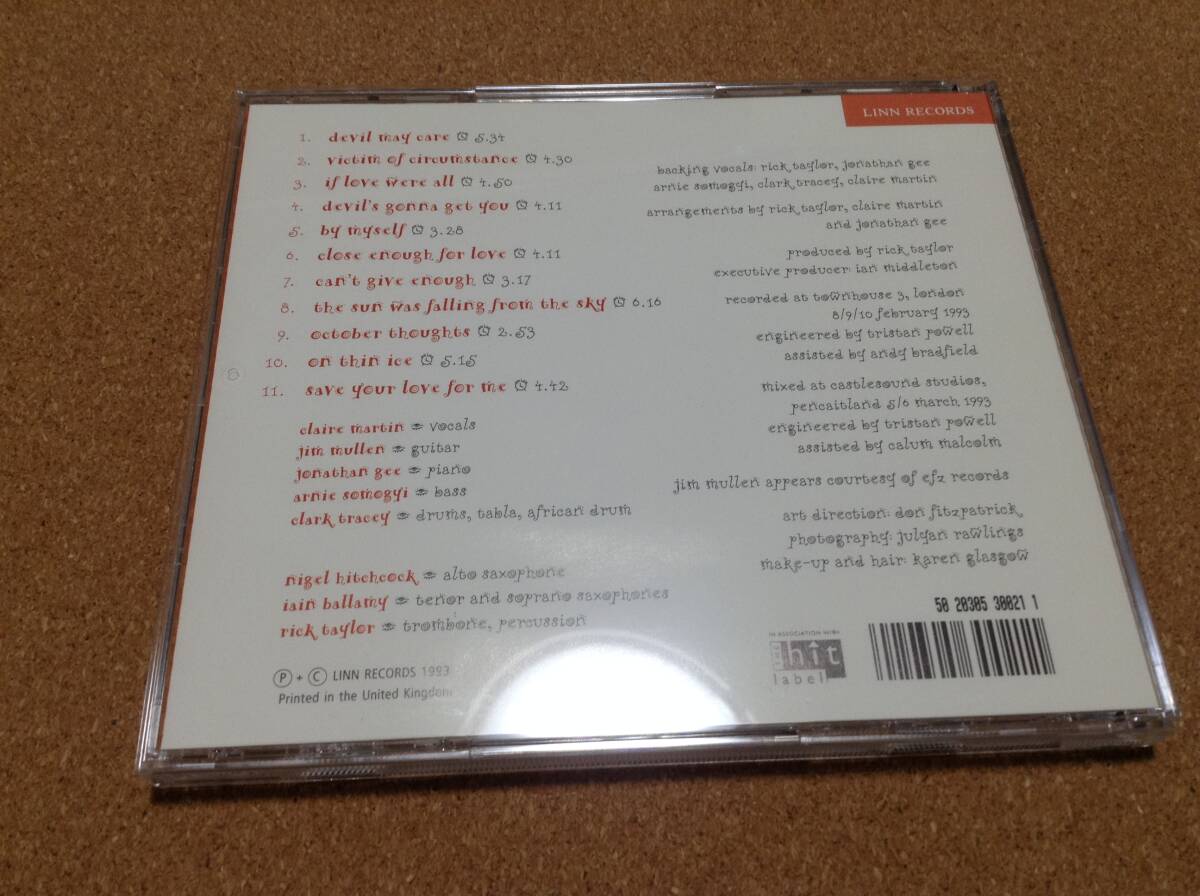 LINN RECORDS
1. devil may care 5.34
2. victim of circumstance 4.30
3. if love were all 4.50
4. devil's gonna get you 4.11
5. by myself 3.28
6. close enough for love 4.11
7. can't give enough 3.17
8. the sun was falling from the sky 6.16
9. october thoughts 2.53
10. on thin ice 5.15
11. save your love for me 4.42
claire martin vocals
jim mullen guitar
jonathan gee piano
arnie somogyi bass
clark tracey drums, tabla, african drum
nigel hitchcock alto saxophone
iain ballamy tenor and soprano saxophones
rick taylor trombone, percussion
Ⓟ + Ⓒ LINN RECORDS 1993
Printed in the United Kingdom
backing vocals: rick taylor, jonathan gee
arnie somogyi, clark tracey, claire martin
arrangements by rick taylor, claire martin
and jonathan gee
produced by rick taylor
executive producer: ian middleton
recorded at townhouse 3, london
8/9/10 february 1993
engineered by tristan powell
assisted by andy bradfield
mixed at castlesound studios,
pencaitland 5/6 march 1993
engineered by tristan powell
assisted by calum malcolm
jim mullen appears courtesy of efz records
art direction: don fitzpatrick
photography: julyan rawlings
make-up and hair: karen glasgow
IN ASSOCIATION WITH
THE hit
label
50 20305 30021 1